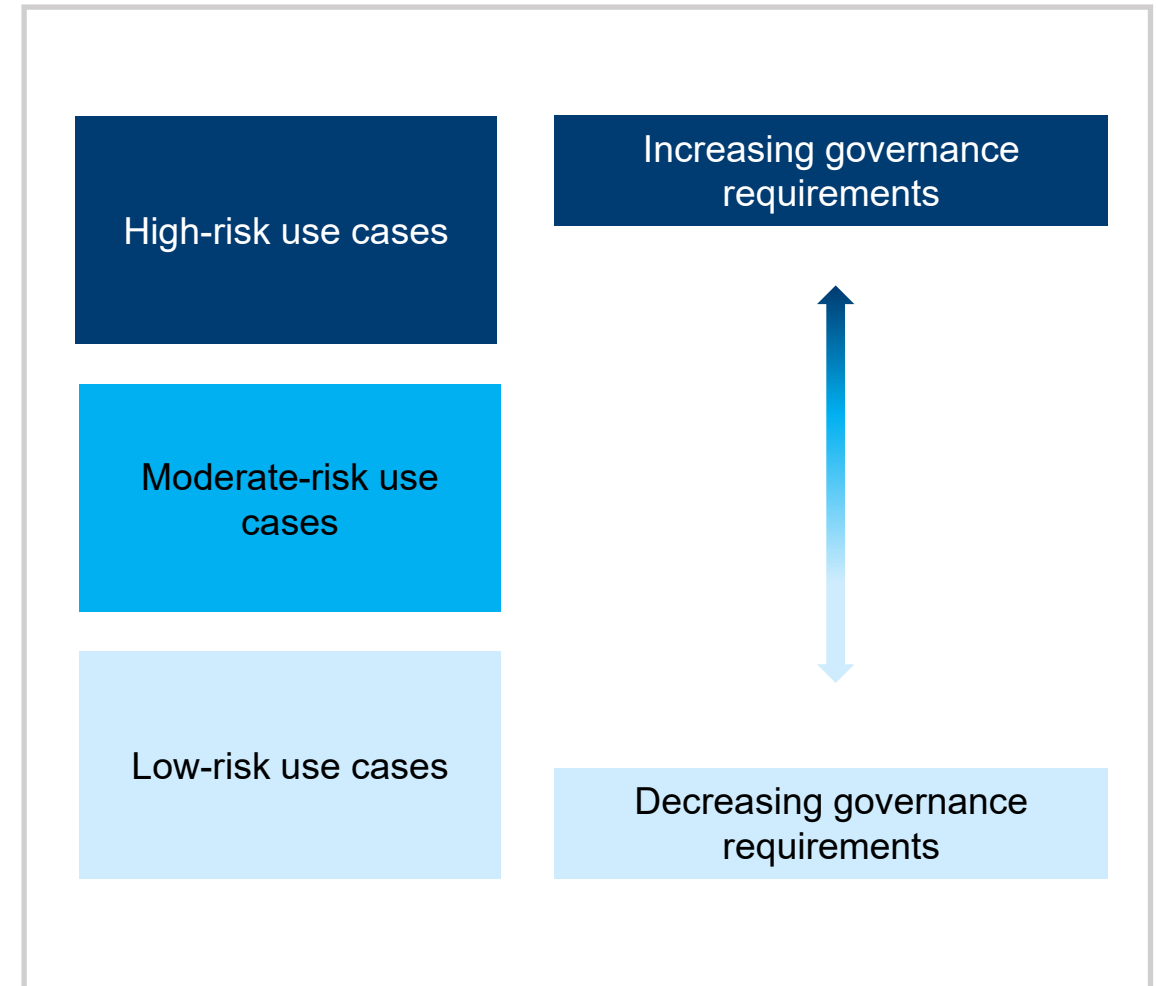 High-risk use cases
Increasing governance
requirements
Moderate-risk use
cases
Low-risk use cases
Decreasing governance
requirements